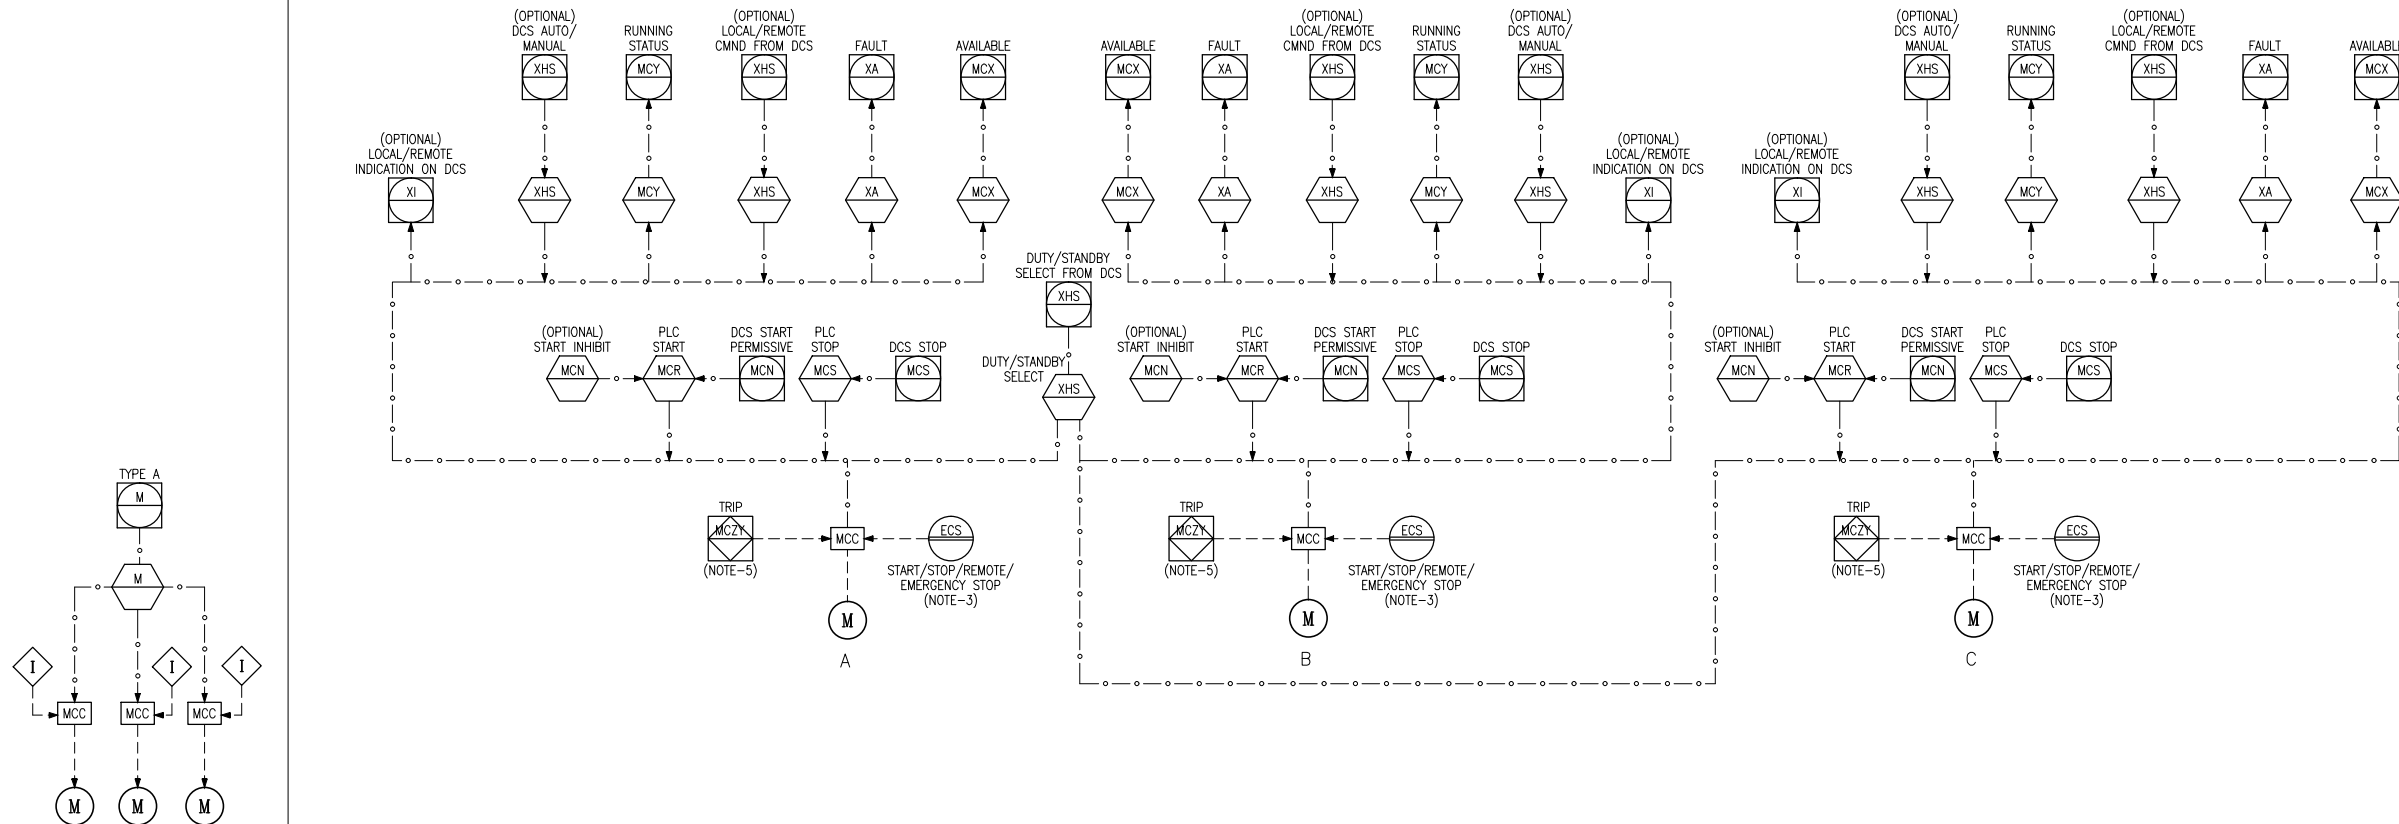 (OPTIONAL)
DCS AUTO/
MANUAL
XHS
RUNNING
STATUS
MCY
(OPTIONAL)
LOCAL/REMOTE
CMND FROM DCS
XHS
FAULT
XA
AVAILABLE
MCX
AVAILABLE
MCX
FAULT
XA
(OPTIONAL)
LOCAL/REMOTE
CMND FROM DCS
XHS
RUNNING
STATUS
MCY
(OPTIONAL)
DCS AUTO/
MANUAL
XHS
(OPTIONAL)
DCS AUTO/
MANUAL
XHS
RUNNING
STATUS
MCY
(OPTIONAL)
LOCAL/REMOTE
CMND FROM DCS
XHS
FAULT
XA
AVAILABLE
MCX
(OPTIONAL)
LOCAL/REMOTE
INDICATION ON DCS
XI
XHS
MCY
XHS
XA
MCX
MCX
XA
XHS
MCY
XHS
(OPTIONAL)
LOCAL/REMOTE
INDICATION ON DCS
XI
(OPTIONAL)
LOCAL/REMOTE
INDICATION ON DCS
XI
XHS
MCY
XHS
XA
MCX
DUTY/STANDBY
SELECT FROM DCS
XHS
(OPTIONAL)
START INHIBIT
MCN
PLC
START
MCR
DCS START
PERMISSIVE
MCN
PLC
STOP
MCS
DCS STOP
MCS
DUTY/STANDBY
SELECT
XHS
(OPTIONAL)
START INHIBIT
MCN
PLC
START
MCR
DCS START
PERMISSIVE
MCN
PLC
STOP
MCS
DCS STOP
MCS
(OPTIONAL)
START INHIBIT
MCN
PLC
START
MCR
DCS START
PERMISSIVE
MCN
PLC
STOP
MCS
DCS STOP
MCS
TRIP
MCZY
(NOTE-5)
MCC
ECS
START/STOP/REMOTE/
EMERGENCY STOP
(NOTE-3)
M
A
TRIP
MCZY
(NOTE-5)
MCC
ECS
START/STOP/REMOTE/
EMERGENCY STOP
(NOTE-3)
M
B
TRIP
MCZY
(NOTE-5)
MCC
ECS
START/STOP/REMOTE/
EMERGENCY STOP
(NOTE-3)
M
C
TYPE A
M
M
I
I
I
MCC
MCC
MCC
M
M
M